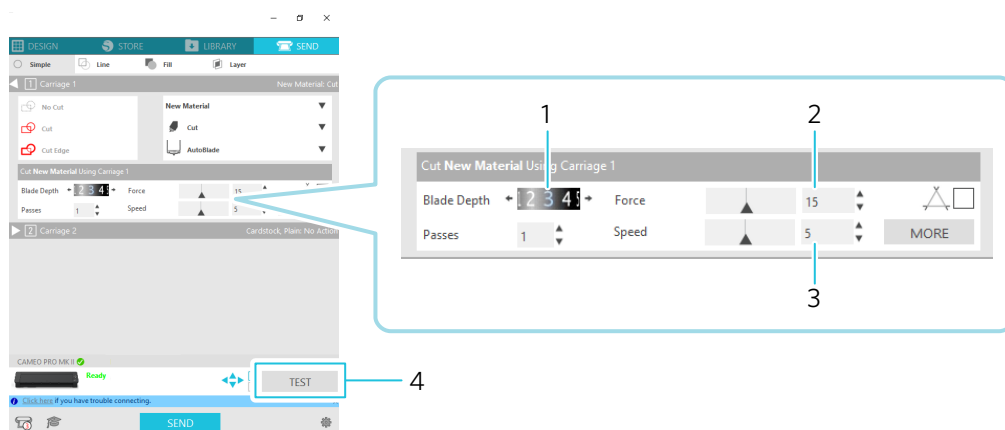 DESIGN STORE LIBRARY SEND
Simple Line Fill Layer
1 Carriage 1 New Material: Cut
No Cut New Material
Cut Cut
Cut Edge AutoBlade
Cut New Material Using Carriage 1
Blade Depth 2 3 4 5 Force 15
Passes 1 Speed 5
2 Carriage 2 Cardstock, Plain: No Action
CAMEO PRO MK II
Ready
TEST
Click here if you have trouble connecting.
SEND
1 2
Cut New Material Using Carriage 1
Blade Depth 1 2 3 4 5 Force 15
Passes 1 Speed 5 MORE
3
4